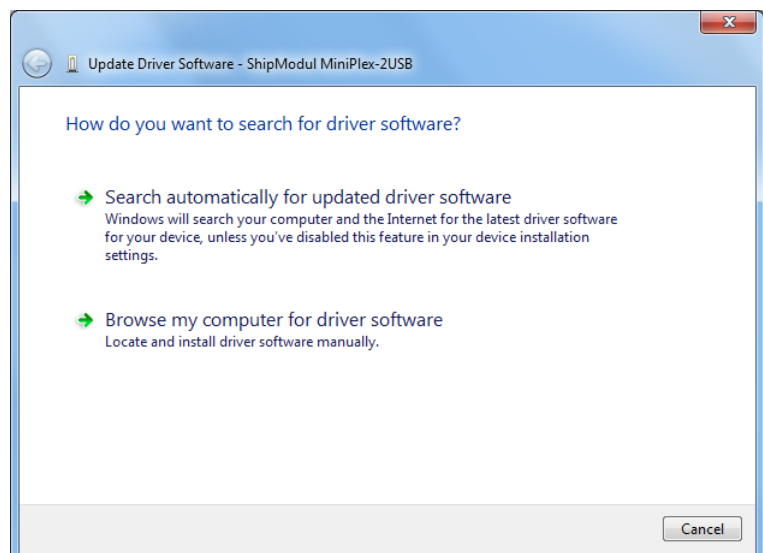 Update Driver Software - ShipModul MiniPlex-2USB
How do you want to search for driver software?
Search automatically for updated driver software
Windows will search your computer and the Internet for the latest driver software
for your device, unless you've disabled this feature in your device installation
settings.
Browse my computer for driver software
Locate and install driver software manually.
Cancel